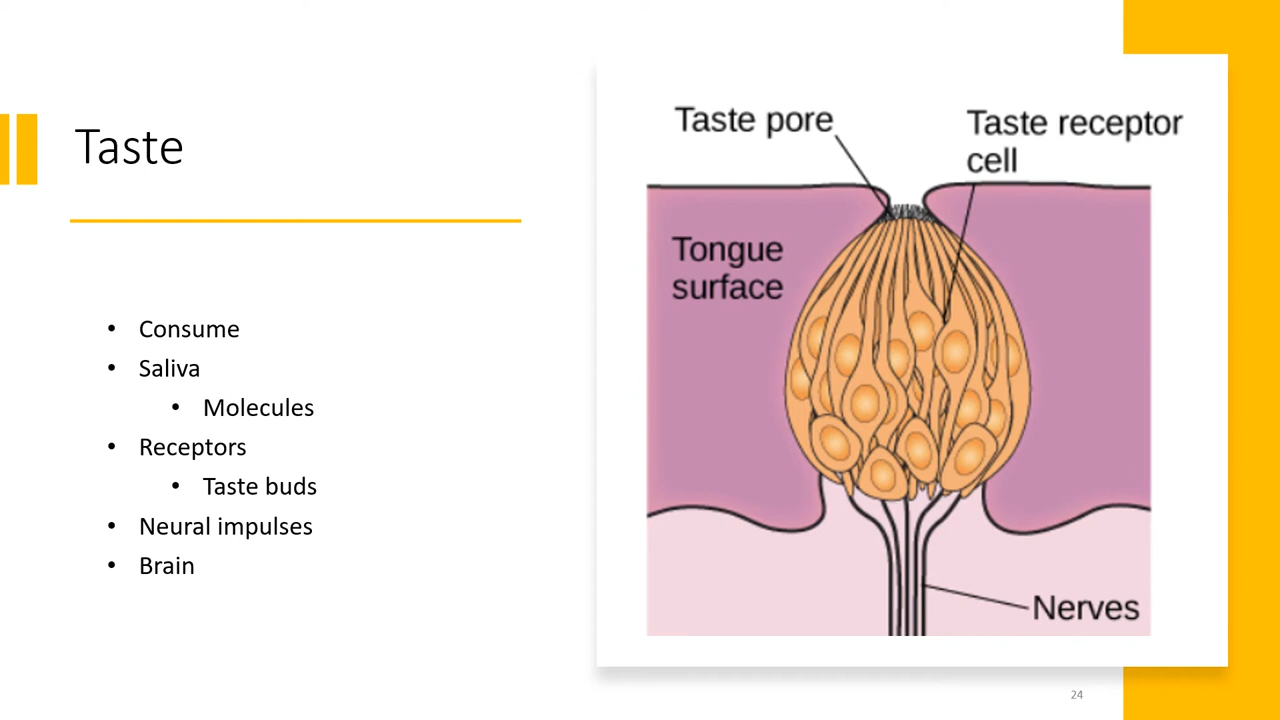 Taste
• Consume
• Saliva
• Molecules
• Receptors
• Taste buds
• Neural impulses
• Brain
Taste pore
Taste receptor
cell
Tongue
surface
Nerves
24